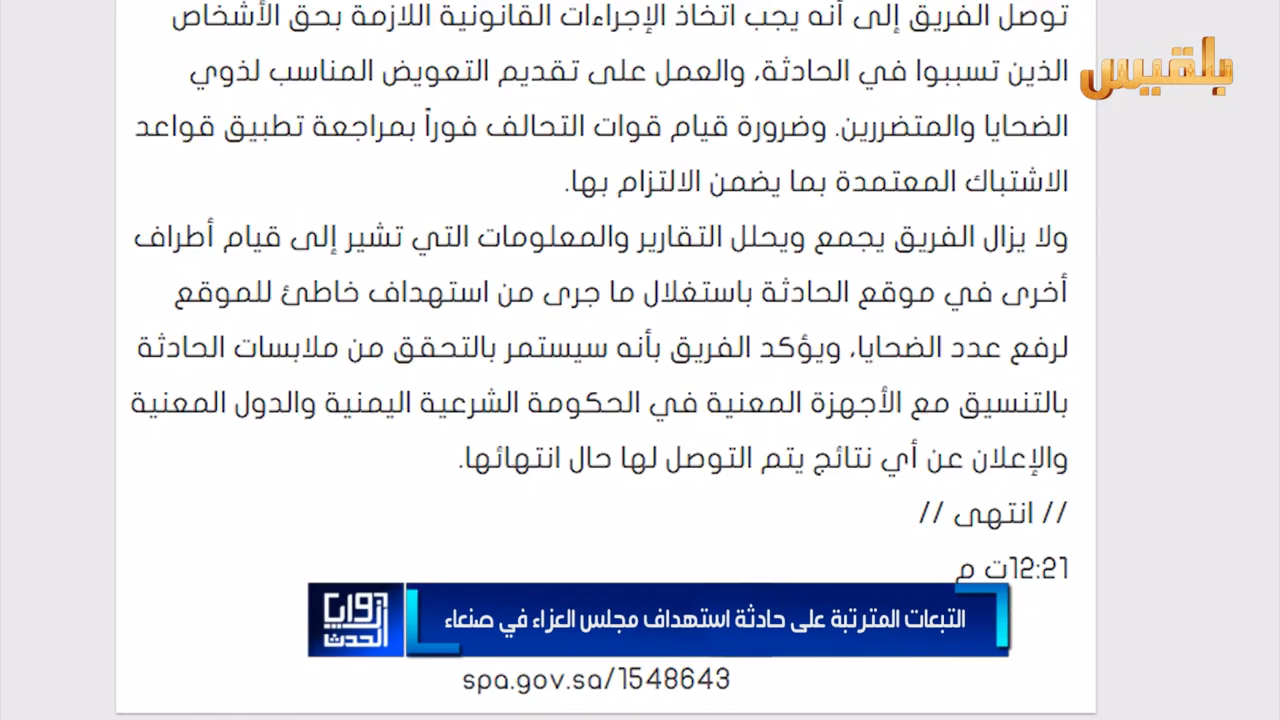 توصل الفريق إلى أنه يجب اتخاذ الإجراءات القانونية اللازمة بحق الأشخاص
الذين تسببوا في الحادثة، والعمل على تقديم التعويض المناسب لذوي
الضحايا والمتضررين. وضرورة قيام قوات التحالف فوراً بمراجعة تطبيق قواعد
الاشتباك المعتمدة بما يضمن الالتزام بها.
ولا يزال الفريق يجمع ويحلل التقارير والمعلومات التي تشير إلى قيام أطراف
أخرى في موقع الحادثة باستغلال ما جرى من استهداف خاطئ للموقع
لرفع عدد الضحايا، ويؤكد الفريق بأنه سيستمر بالتحقق من ملابسات الحادثة
بالتنسيق مع الأجهزة المعنية في الحكومة الشرعية اليمنية والدول المعنية
والإعلان عن أي نتائج يتم التوصل لها حال انتهائها.
// انتهى //
12:21ت م
بلقيس
التبعات المترتبة على حادثة استهداف مجلس العزاء في صنعاء
زوايا
الحدث
spa.gov.sa/1548643